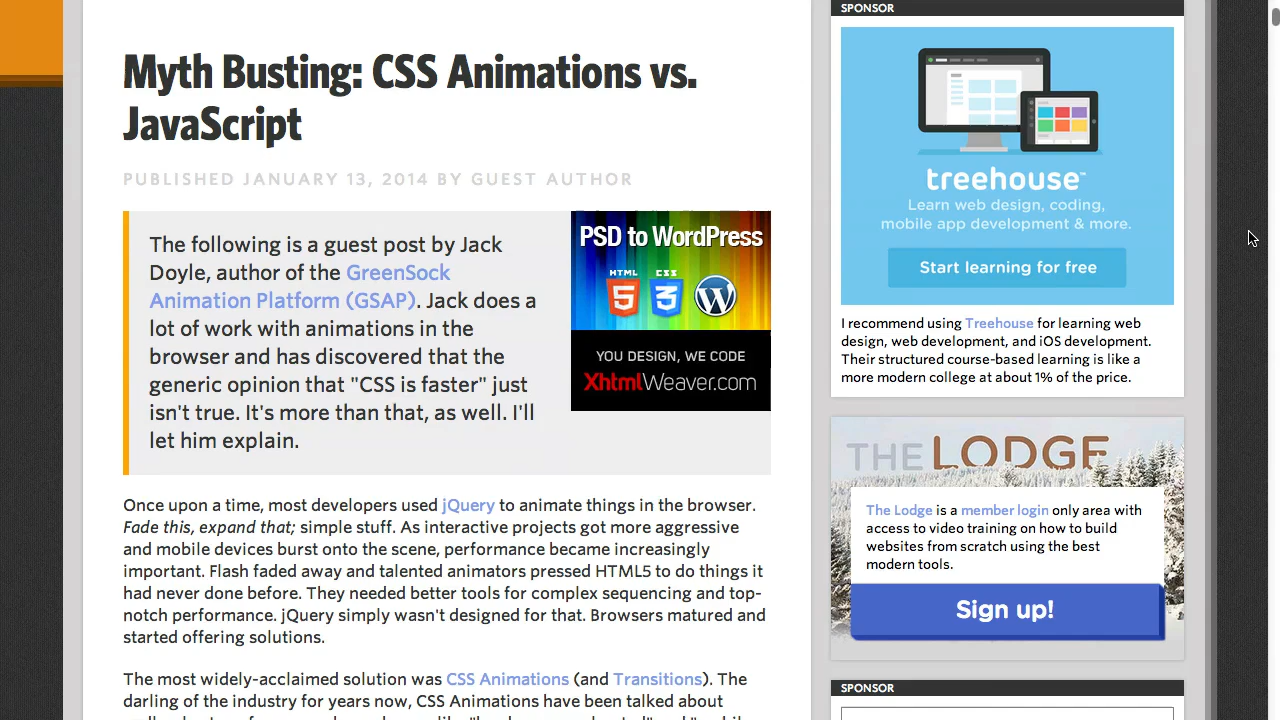 Myth Busting: CSS Animations vs.
JavaScript
PUBLISHED JANUARY 13, 2014 BY GUEST AUTHOR
The following is a guest post by Jack
Doyle, author of the GreenSock
Animation Platform (GSAP). Jack does a
lot of work with animations in the
browser and has discovered that the
generic opinion that "CSS is faster" just
isn't true. It's more than that, as well. I'll
let him explain.
PSD to WordPress
HTML CSS
5 3 W
YOU DESIGN, WE CODE
XhtmlWeaver.com
Once upon a time, most developers used jQuery to animate things in the browser.
Fade this, expand that; simple stuff. As interactive projects got more aggressive
and mobile devices burst onto the scene, performance became increasingly
important. Flash faded away and talented animators pressed HTML5 to do things it
had never done before. They needed better tools for complex sequencing and top-
notch performance. jQuery simply wasn't designed for that. Browsers matured and
started offering solutions.
The most widely-acclaimed solution was CSS Animations (and Transitions). The
darling of the industry for years now, CSS Animations have been talked about
SPONSOR
treehouse™
Learn web design, coding,
mobile app development & more.
Start learning for free
I recommend using Treehouse for learning web
design, web development, and iOS development.
Their structured course-based learning is like a
more modern college at about 1% of the price.
THE LODGE
The Lodge is a member login only area with
access to video training on how to build
websites from scratch using the best
modern tools.
Sign up!
SPONSOR